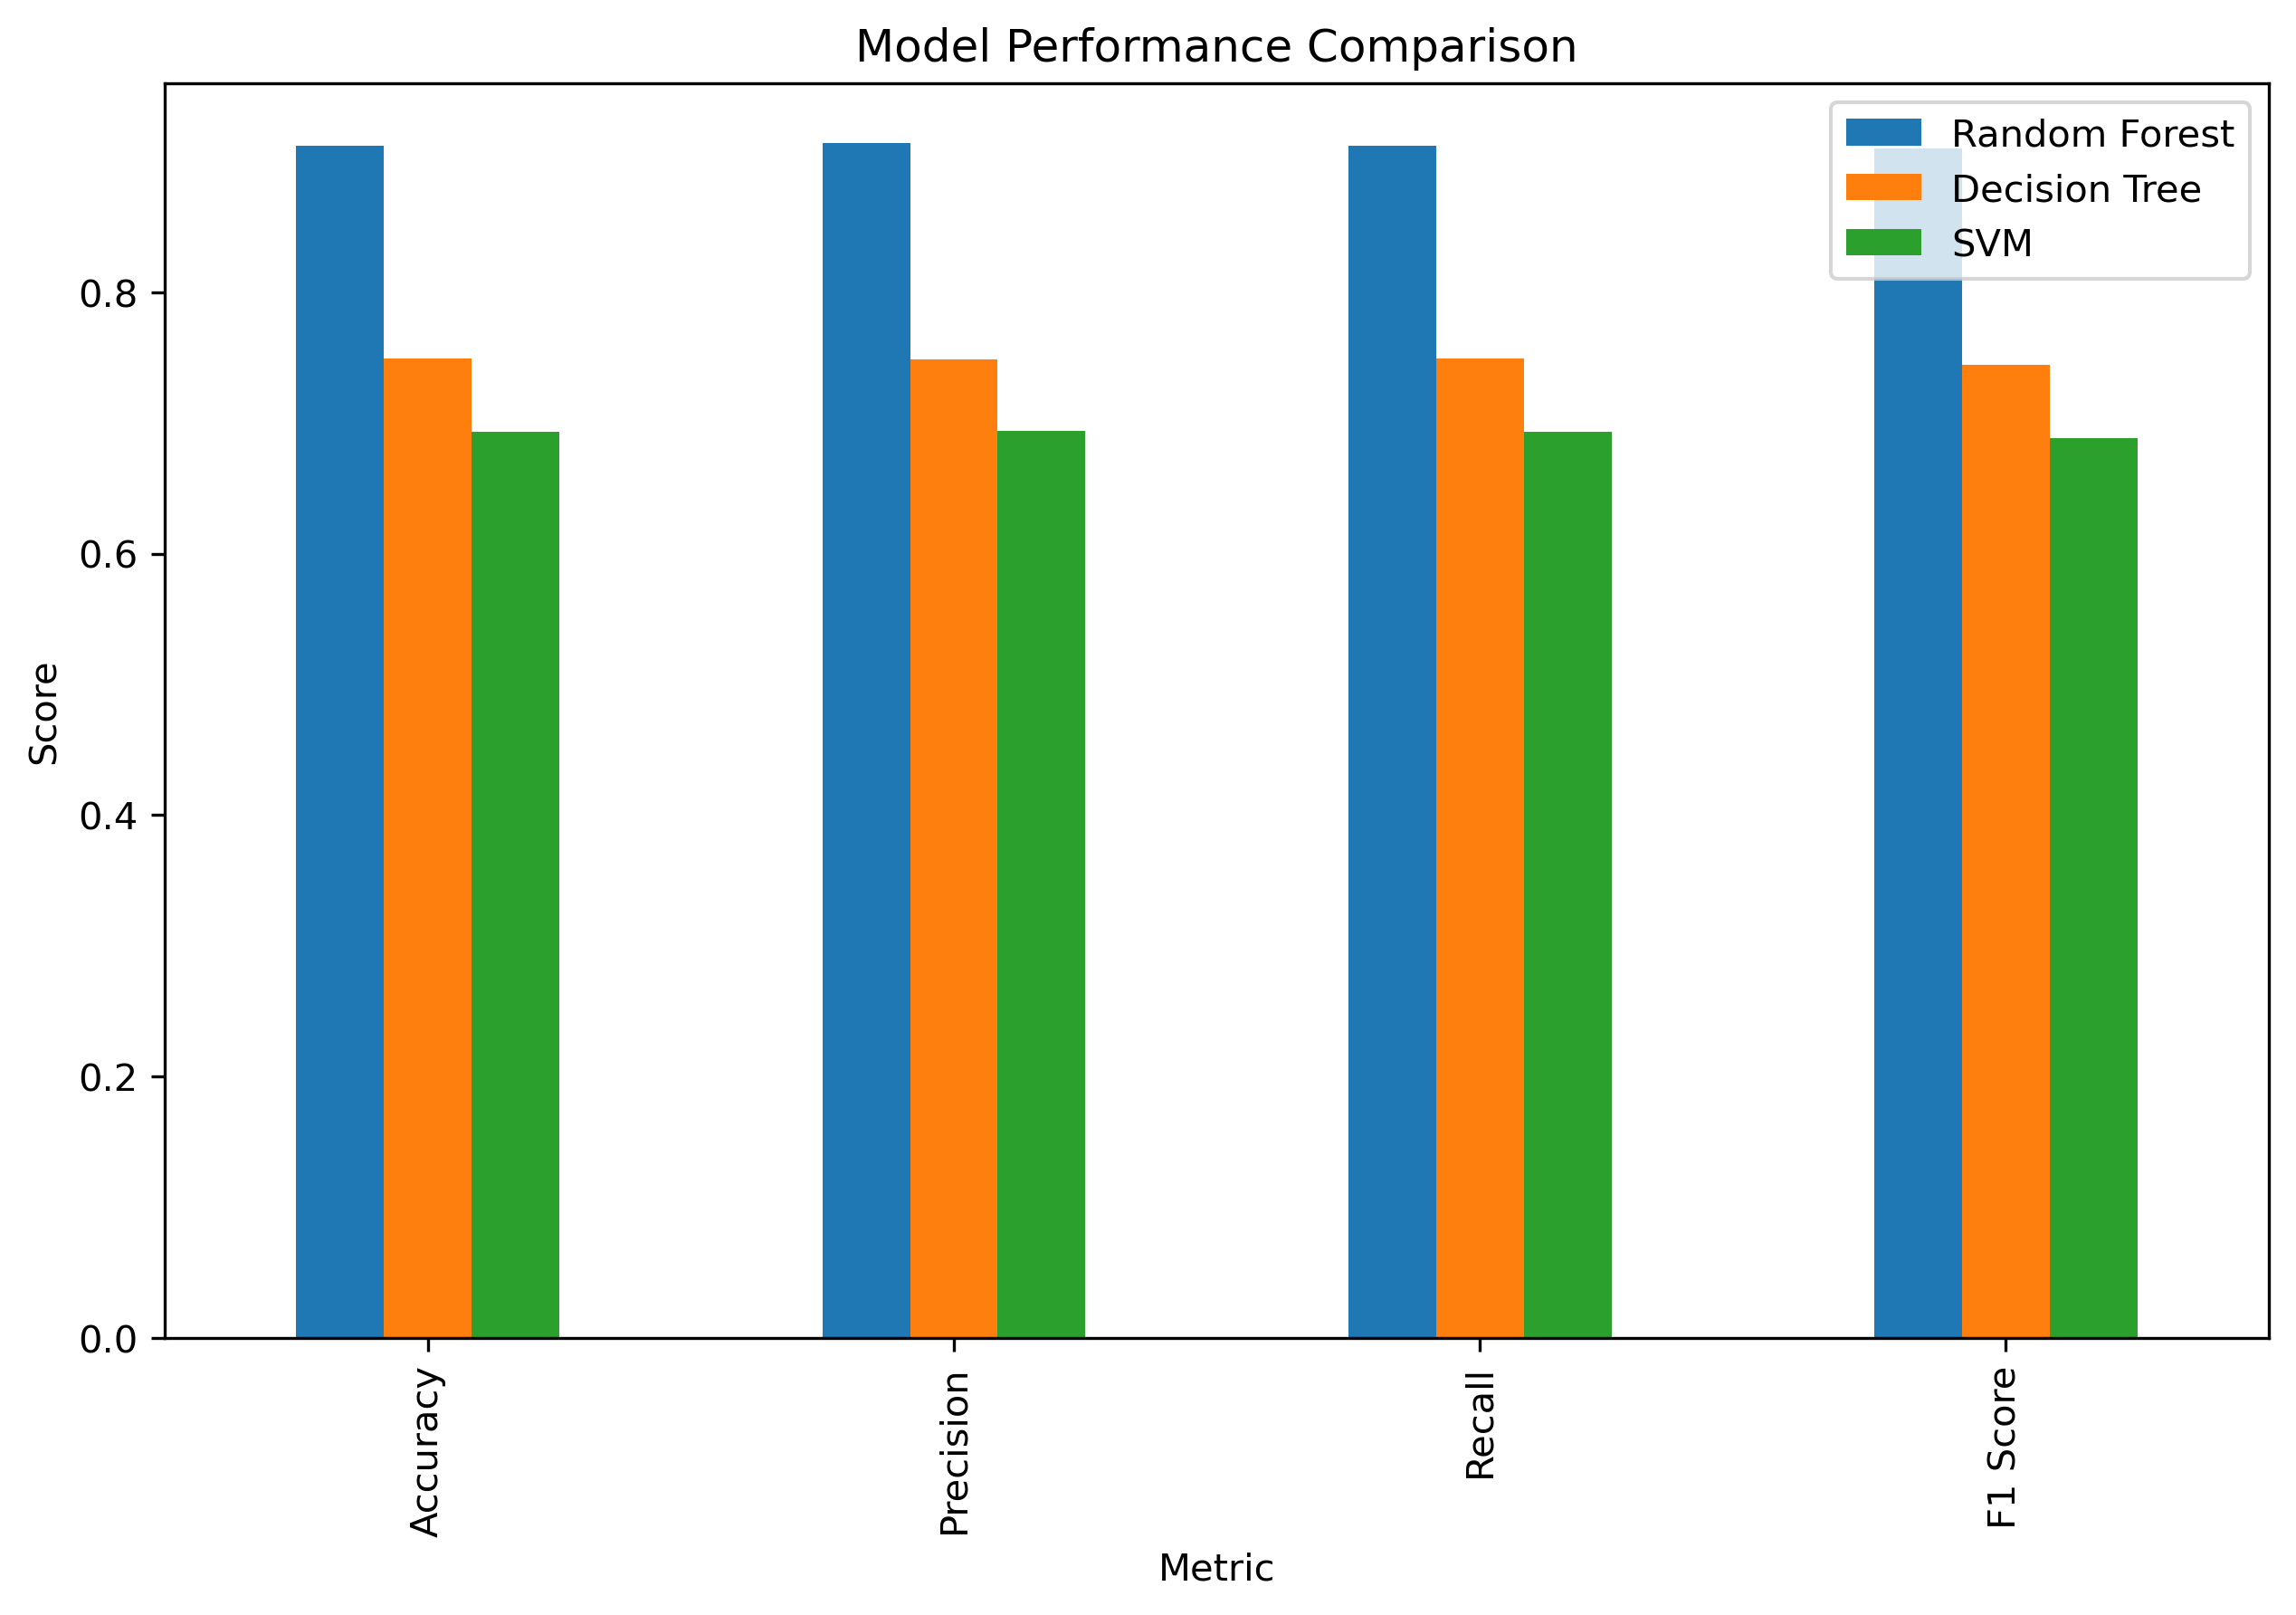 Model Performance Comparison
Random Forest
Decision Tree
SVM
Score
0.8
0.6
0.4
0.2
0.0
Accuracy
Precision
Recall
F1 Score
Metric